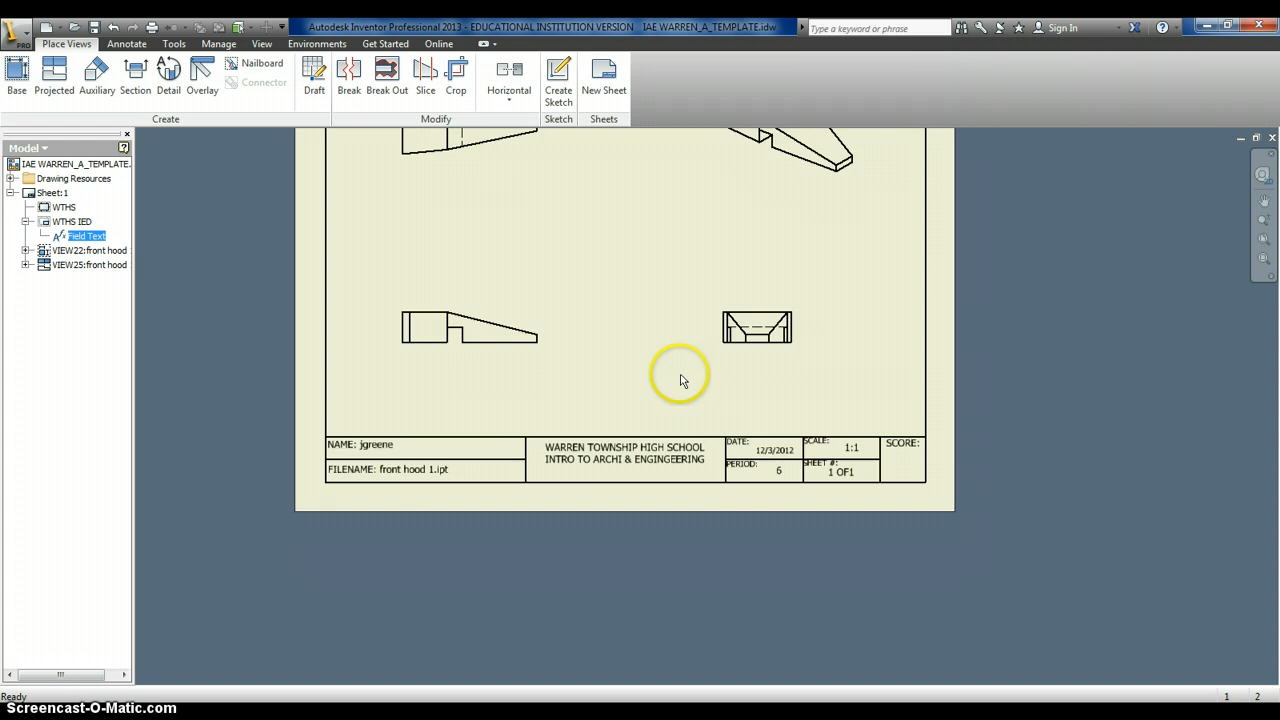 Autodesk Inventor Professional 2013 - EDUCATIONAL INSTITUTION VERSION IAE WARREN_A_TEMPLATE.idw
Type a keyword or phrase
Sign In
PRO
Place Views Annotate Tools Manage View Environments Get Started Online
Base Projected Auxiliary Section Detail Overlay
Nailboard
Connector
Draft
Break Break Out Slice Crop
Horizontal
Create Sketch
New Sheet
Create Modify Sketch Sheets
Model
IAE WARREN_A_TEMPLATE.
Drawing Resources
Sheet:1
WTHS
WTHS IED
Field Text
VIEW22:front hood
VIEW25:front hood
NAME: jgreene
FILENAME: front hood 1.ipt
WARREN TOWNSHIP HIGH SCHOOL
INTRO TO ARCHI & ENGINGEERING
DATE:
12/3/2012
PERIOD:
6
SCALE:
1:1
SHEET #:
1 OF1
SCORE:
Ready
1 2
Screencast-O-Matic.com